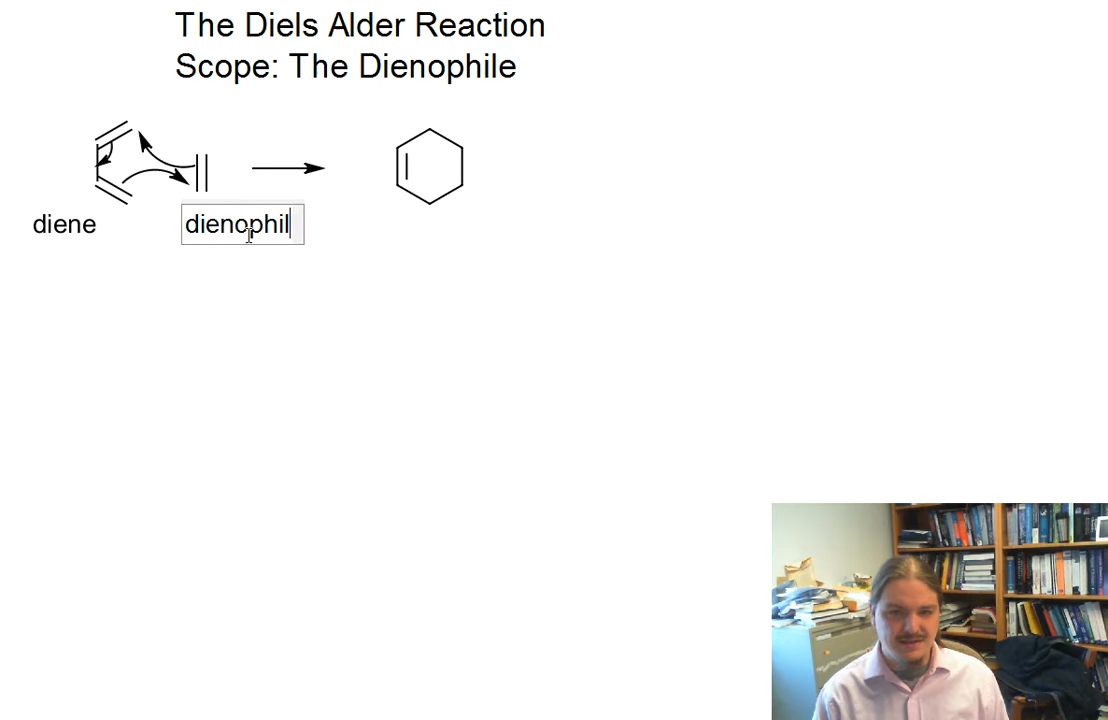 The Diels Alder Reaction
Scope: The Dienophile
diene
dienophil